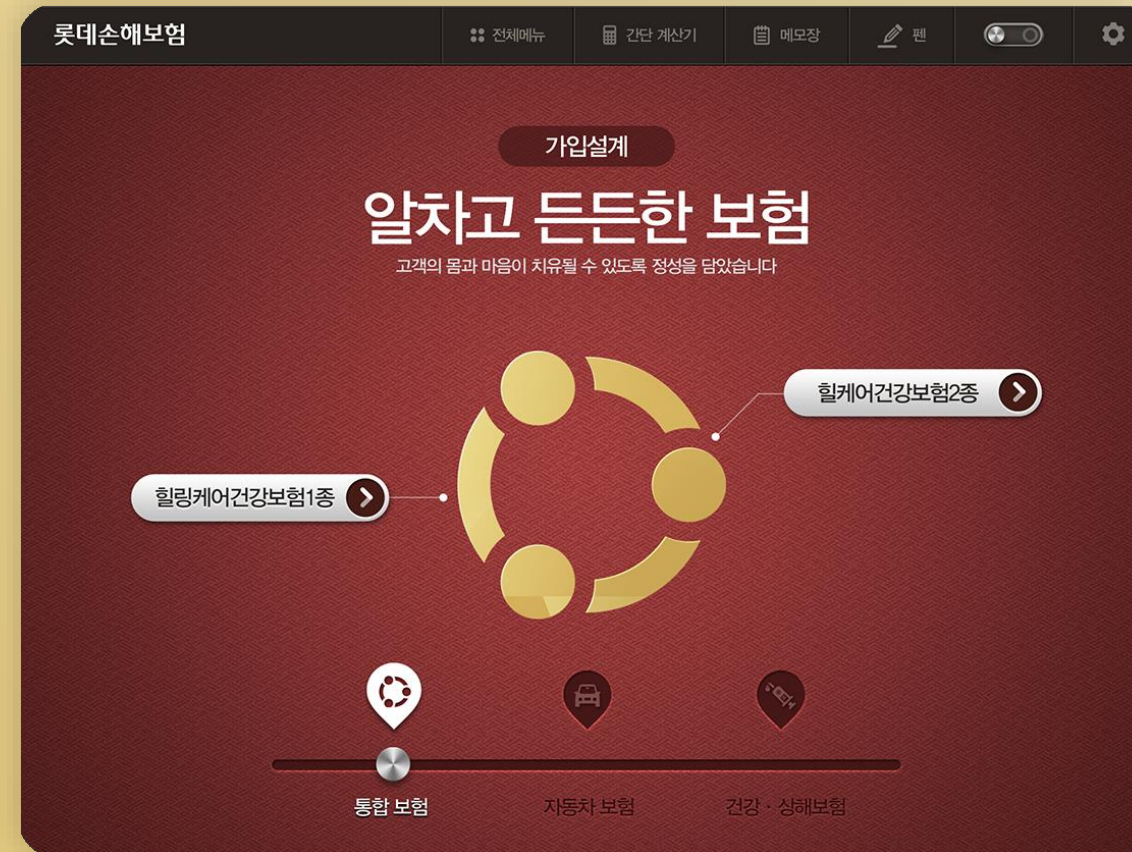 롯데손해보험
전체메뉴
간단 계산기
메모장
펜
가입설계
알차고 든든한 보험
고객의 몸과 마음이 치유될 수 있도록 정성을 담았습니다
힐케어건강보험2종
힐링케어건강보험1종
통합 보험
자동차 보험
건강 · 상해보험